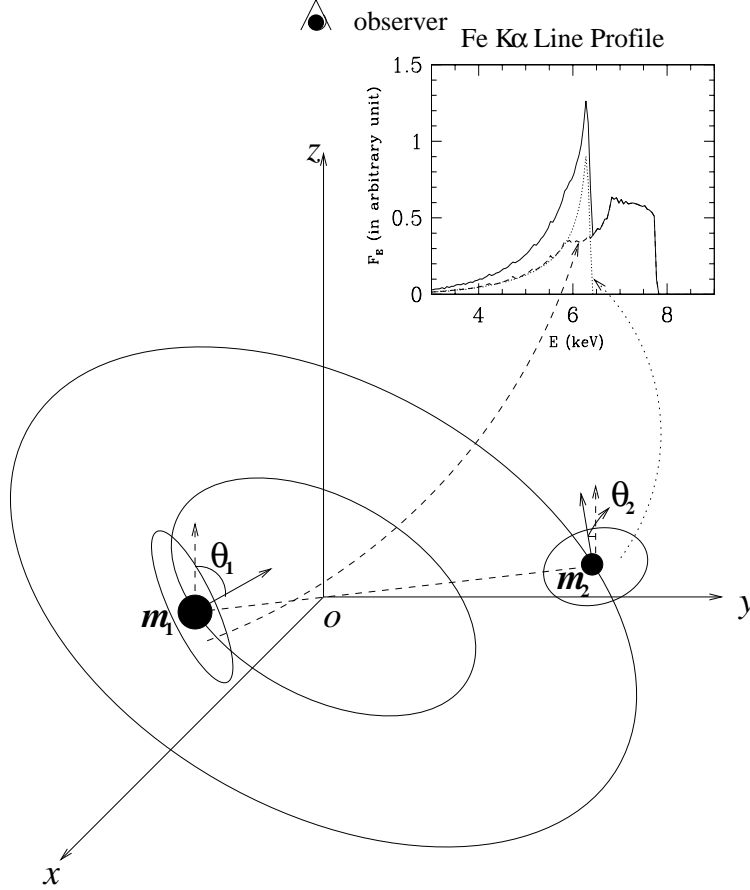 observer
Fe Kα Line Profile
1.5
1
0.5
0
F_E (in arbitrary unit)
4 6 8
E (keV)
z
θ₁
θ₂
m₁
m₂
o
y
x